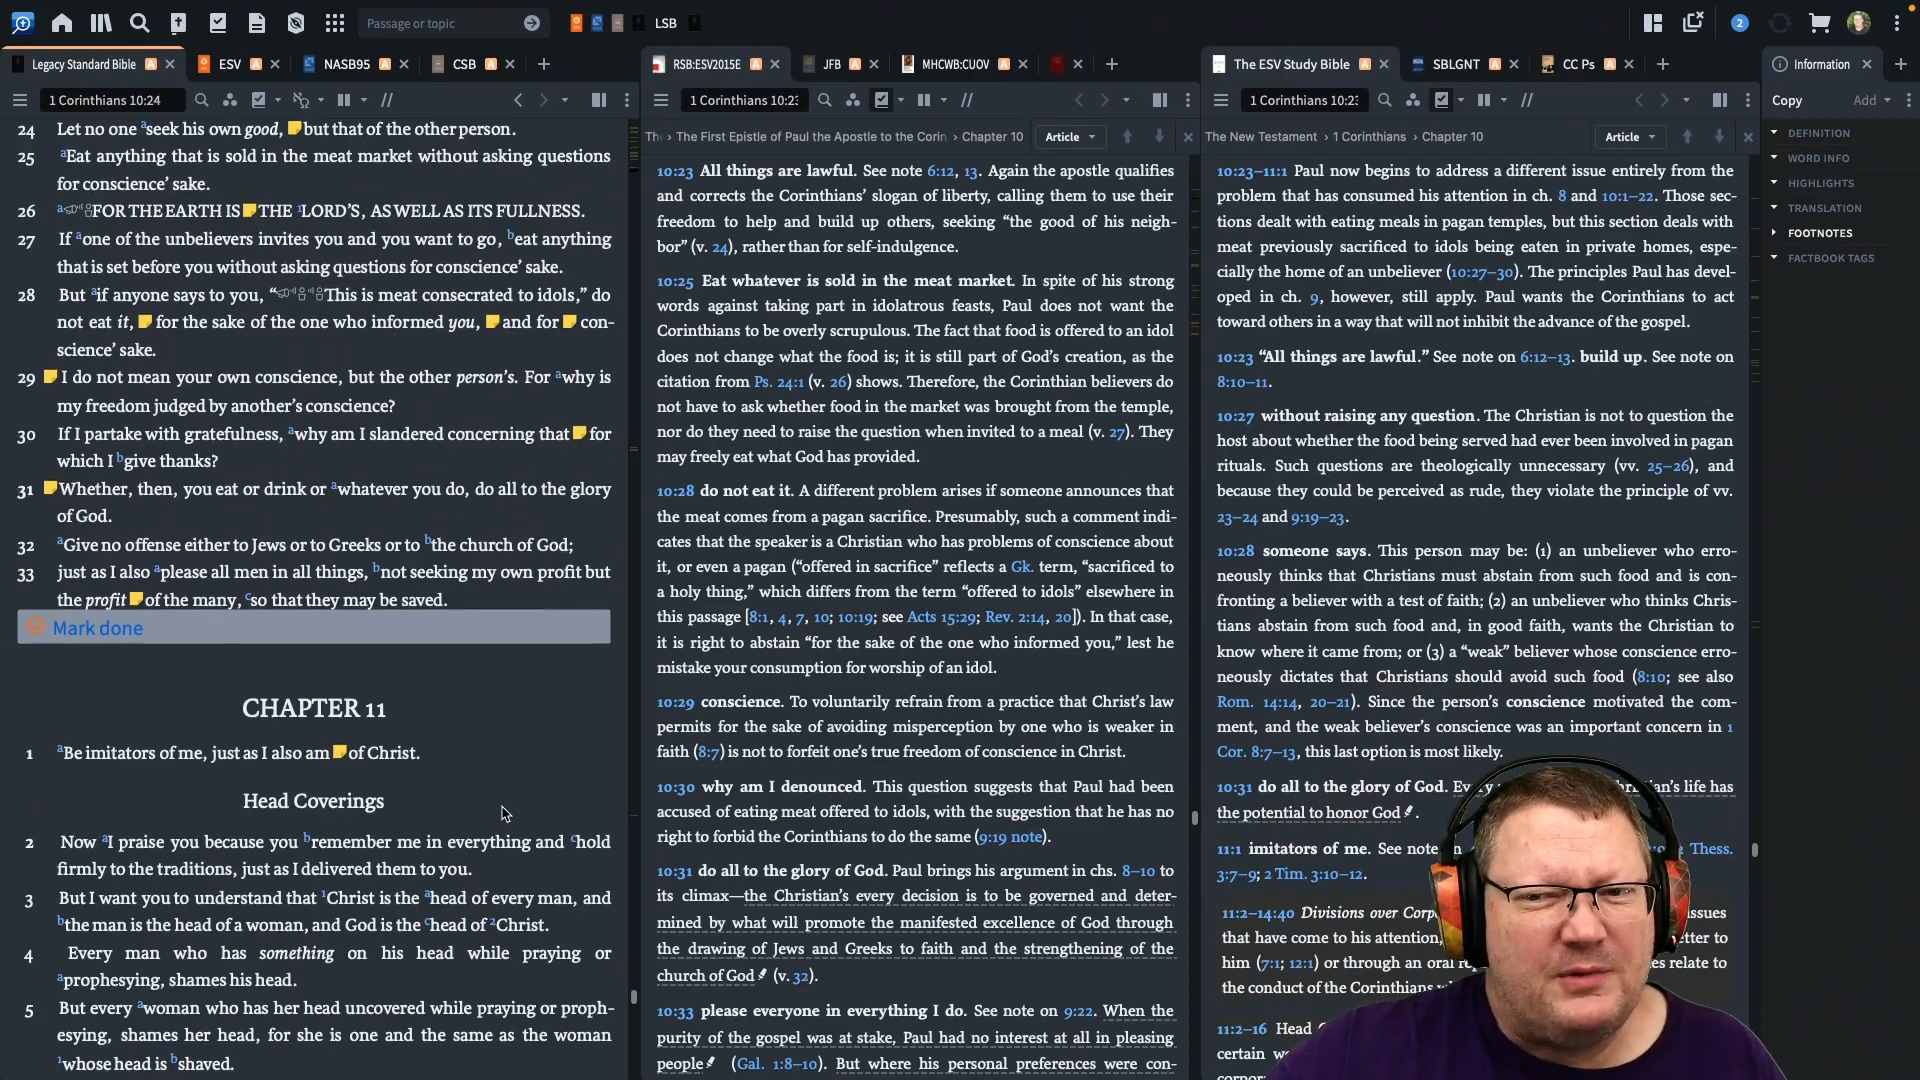 Passage or topic
LSB
2
Legacy Standard Bible A
ESV A
NASB95 A
CSB A
RSB:ESV2015E A
JFB A
MHCWB:CUOV A
A
The ESV Study Bible A
SBLGNT A
CC Ps A
Information
1 Corinthians 10:24
24 Let no one aseek his own good, but that of the other person.
25 aEat anything that is sold in the meat market without asking questions
for conscience’ sake.
26 aFOR THE EARTH IS THE 1LORD’S, AS WELL AS ITS FULLNESS.
27 If aone of the unbelievers invites you and you want to go, beat anything
that is set before you without asking questions for conscience’ sake.
28 But aif anyone says to you, “This is meat consecrated to idols,” do
not eat it, for the sake of the one who informed you, and for con-
science’ sake.
29 I do not mean your own conscience, but the other person’s. For awhy is
my freedom judged by another’s conscience?
30 If I partake with gratefulness, awhy am I slandered concerning that for
which I bgive thanks?
31 Whether, then, you eat or drink or awhatever you do, do all to the glory
of God.
32 aGive no offense either to Jews or to Greeks or to bthe church of God;
33 just as I also aplease all men in all things, bnot seeking my own profit but
the profit of the many, cso that they may be saved.
Mark done
CHAPTER 11
1 aBe imitators of me, just as I also am of Christ.
Head Coverings
2 Now aI praise you because you bremember me in everything and chold
firmly to the traditions, just as I delivered them to you.
3 But I want you to understand that 1Christ is the ahead of every man, and
bthe man is the head of a woman, and God is the chead of 2Christ.
4 Every man who has something on his head while praying or
aprophesying, shames his head.
5 But every awoman who has her head uncovered while praying or proph-
esying, shames her head, for she is one and the same as the woman
1whose head is bshaved.
1 Corinthians 10:23
The First Epistle of Paul the Apostle to the Corin › Chapter 10
Article
10:23 All things are lawful. See note 6:12, 13. Again the apostle qualifies
and corrects the Corinthians’ slogan of liberty, calling them to use their
freedom to help and build up others, seeking “the good of his neigh-
bor” (v. 24), rather than for self-indulgence.
10:25 Eat whatever is sold in the meat market. In spite of his strong
words against taking part in idolatrous feasts, Paul does not want the
Corinthians to be overly scrupulous. The fact that food is offered to an idol
does not change what the food is; it is still part of God’s creation, as the
citation from Ps. 24:1 (v. 26) shows. Therefore, the Corinthian believers do
not have to ask whether food in the market was brought from the temple,
nor do they need to raise the question when invited to a meal (v. 27). They
may freely eat what God has provided.
10:28 do not eat it. A different problem arises if someone announces that
the meat comes from a pagan sacrifice. Presumably, such a comment indi-
cates that the speaker is a Christian who has problems of conscience about
it, or even a pagan (“offered in sacrifice” reflects a Gk. term, “sacrificed to
a holy thing,” which differs from the term “offered to idols” elsewhere in
this passage [8:1, 4, 7, 10; 10:19; see Acts 15:29; Rev. 2:14, 20]). In that case,
it is right to abstain “for the sake of the one who informed you,” lest he
mistake your consumption for worship of an idol.
10:29 conscience. To voluntarily refrain from a practice that Christ’s law
permits for the sake of avoiding misperception by one who is weaker in
faith (8:7) is not to forfeit one’s true freedom of conscience in Christ.
10:30 why am I denounced. This question suggests that Paul had been
accused of eating meat offered to idols, with the suggestion that he has no
right to forbid the Corinthians to do the same (9:19 note).
10:31 do all to the glory of God. Paul brings his argument in chs. 8–10 to
its climax—the Christian’s every decision is to be governed and deter-
mined by what will promote the manifested excellence of God through
the drawing of Jews and Greeks to faith and the strengthening of the
church of God (v. 32).
10:33 please everyone in everything I do. See note on 9:22. When the
purity of the gospel was at stake, Paul had no interest at all in pleasing
people (Gal. 1:8–10). But where his personal preferences were con-
1 Corinthians 10:23
The New Testament › 1 Corinthians › Chapter 10
Article
10:23–11:1 Paul now begins to address a different issue entirely from the
problem that has consumed his attention in ch. 8 and 10:1–22. Those sec-
tions dealt with eating meals in pagan temples, but this section deals with
meat previously sacrificed to idols being eaten in private homes, espe-
cially the home of an unbeliever (10:27–30). The principles Paul has devel-
oped in ch. 9, however, still apply. Paul wants the Corinthians to act
toward others in a way that will not inhibit the advance of the gospel.
10:23 “All things are lawful.” See note on 6:12–13. build up. See note on
8:10–11.
10:27 without raising any question. The Christian is not to question the
host about whether the food being served had ever been involved in pagan
rituals. Such questions are theologically unnecessary (vv. 25–26), and
because they could be perceived as rude, they violate the principle of vv.
23–24 and 9:19–23.
10:28 someone says. This person may be: (1) an unbeliever who erro-
neously thinks that Christians must abstain from such food and is con-
fronting a believer with a test of faith; (2) an unbeliever who thinks Chris-
tians abstain from such food and, in good faith, wants the Christian to
know where it came from; or (3) a “weak” believer whose conscience erro-
neously dictates that Christians should avoid such food (8:10; see also
Rom. 14:14, 20–21). Since the person’s conscience motivated the com-
ment, and the weak believer’s conscience was an important concern in 1
Cor. 8:7–13, this last option is most likely.
10:31 do all to the glory of God. Christian’s life has
the potential to honor God.
11:1 imitators of me. See note Thess.
3:7–9; 2 Tim. 3:10–12.
11:2–14:40 Divisions over issues
that have come to his attention, letter to
him (7:1; 12:1) or through an oral relate to
the conduct of the Corinthians
11:2–16 Head
certain
Copy Add
DEFINITION
WORD INFO
HIGHLIGHTS
TRANSLATION
FOOTNOTES
FACTBOOK TAGS